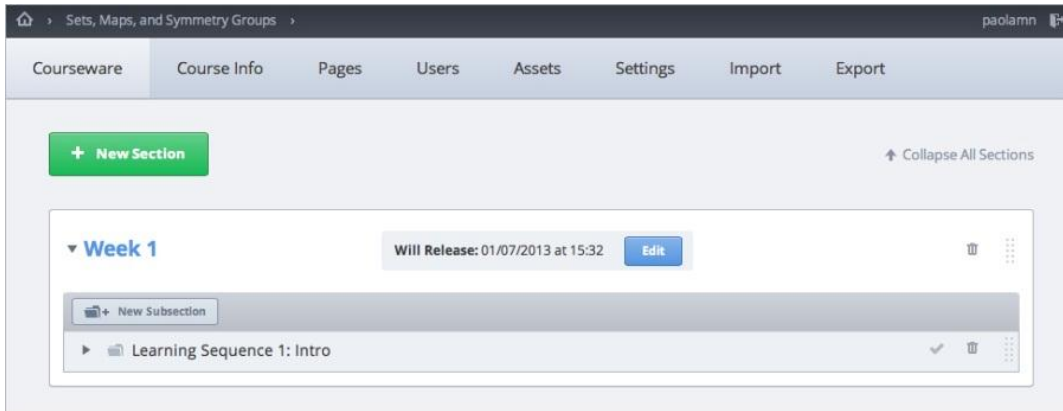 Sets, Maps, and Symmetry Groups paolamn
Courseware Course Info Pages Users Assets Settings Import Export
+ New Section Collapse All Sections
Week 1 Will Release: 01/07/2013 at 15:32 Edit
+ New Subsection
Learning Sequence 1: Intro